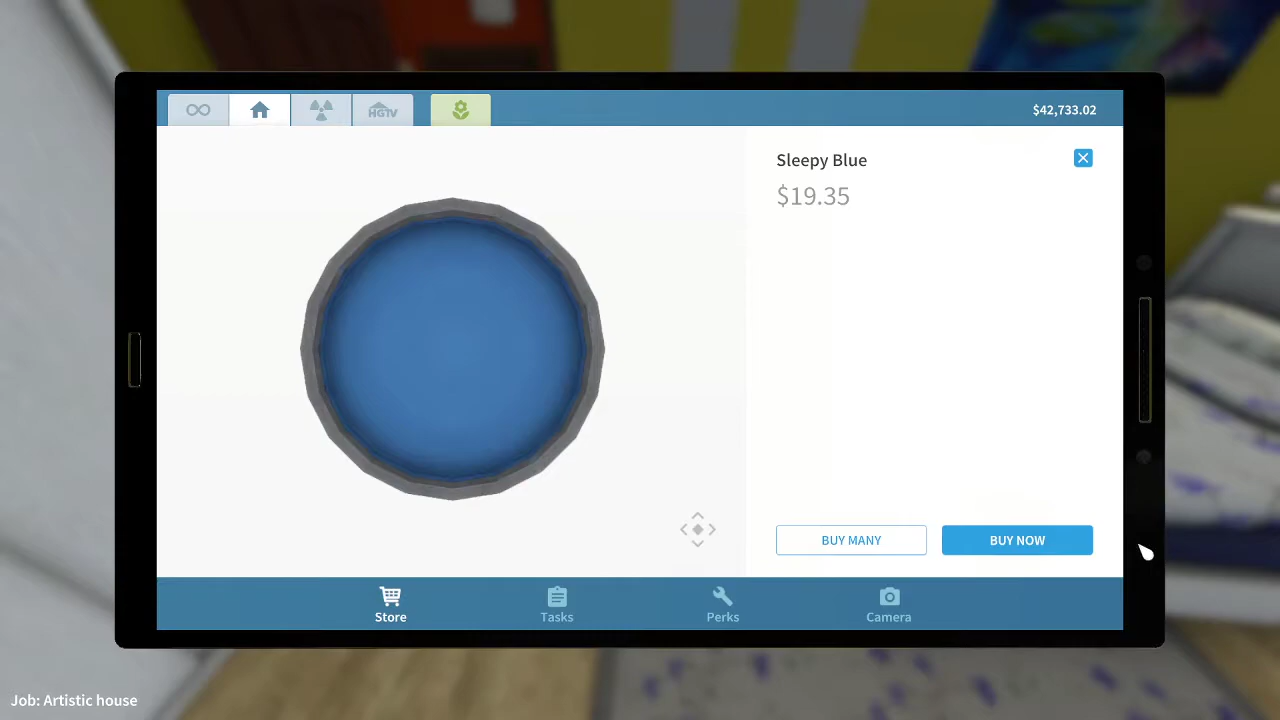 HGTV
$42,733.02
Sleepy Blue
$19.35
BUY MANY
BUY NOW
Store
Tasks
Perks
Camera
Job: Artistic house